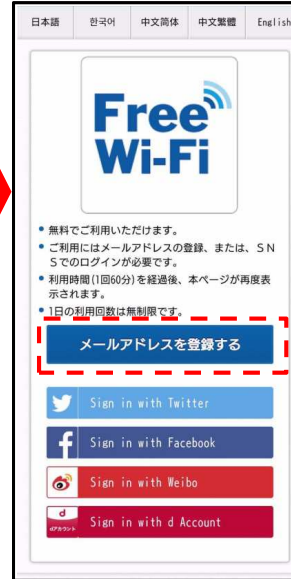 日本語 한국어 中文简体 中文繁體 English
Free
Wi-Fi
• 無料でご利用いただけます。
• ご利用にはメールアドレスの登録、または、SN
Sでのログインが必要です。
• 利用時間(1回60分)を経過後、本ページが再度表
示されます。
• 1日の利用回数は無制限です。
メールアドレスを登録する
Sign in with Twitter
f Sign in with Facebook
Sign in with Weibo
d
dアカウント
Sign in with d Account